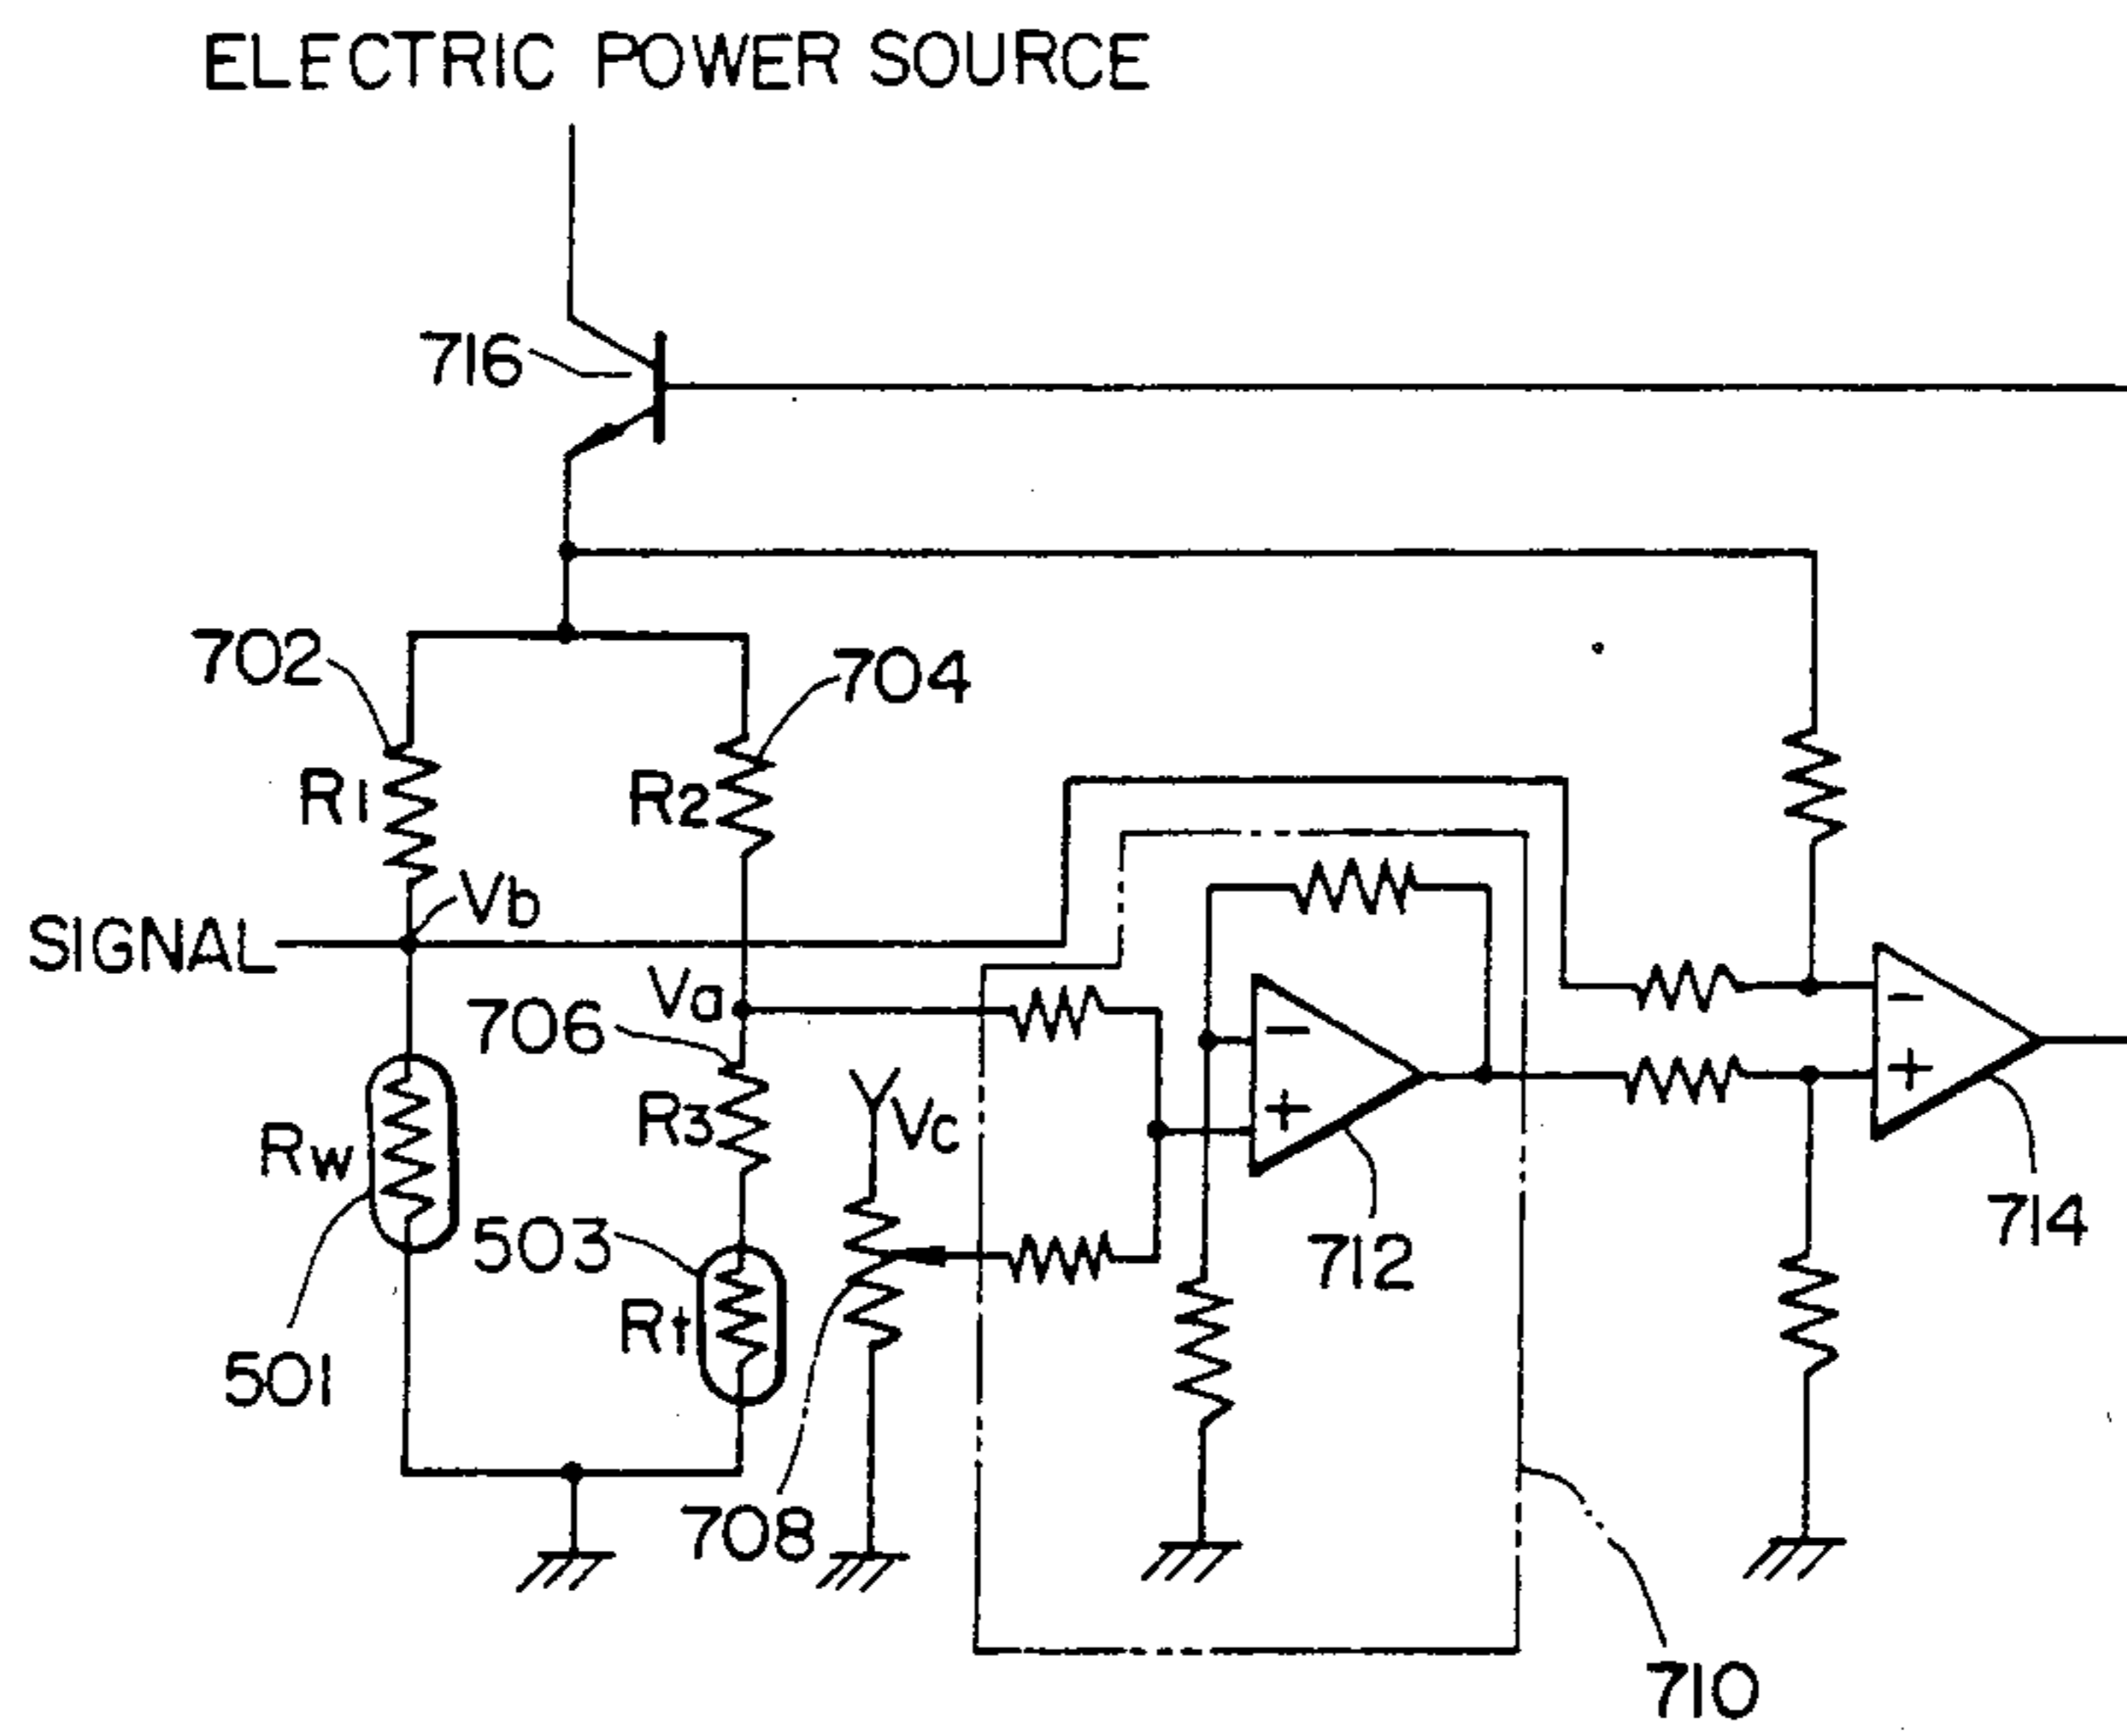 ELECTRIC POWER SOURCE
716
702
704
R1
R2
Vb
SIGNAL
Va
706
−
−
+
R3
Vc
+
Rw
714
503
712
Rt
501
708
710